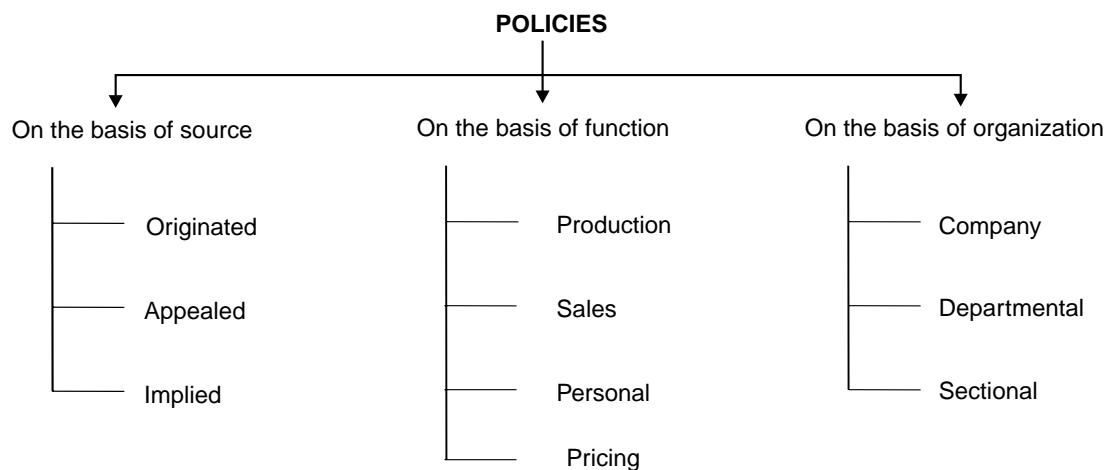 POLICIES
On the basis of source
Originated
Appealed
Implied
On the basis of function
Production
Sales
Personal
Pricing
On the basis of organization
Company
Departmental
Sectional